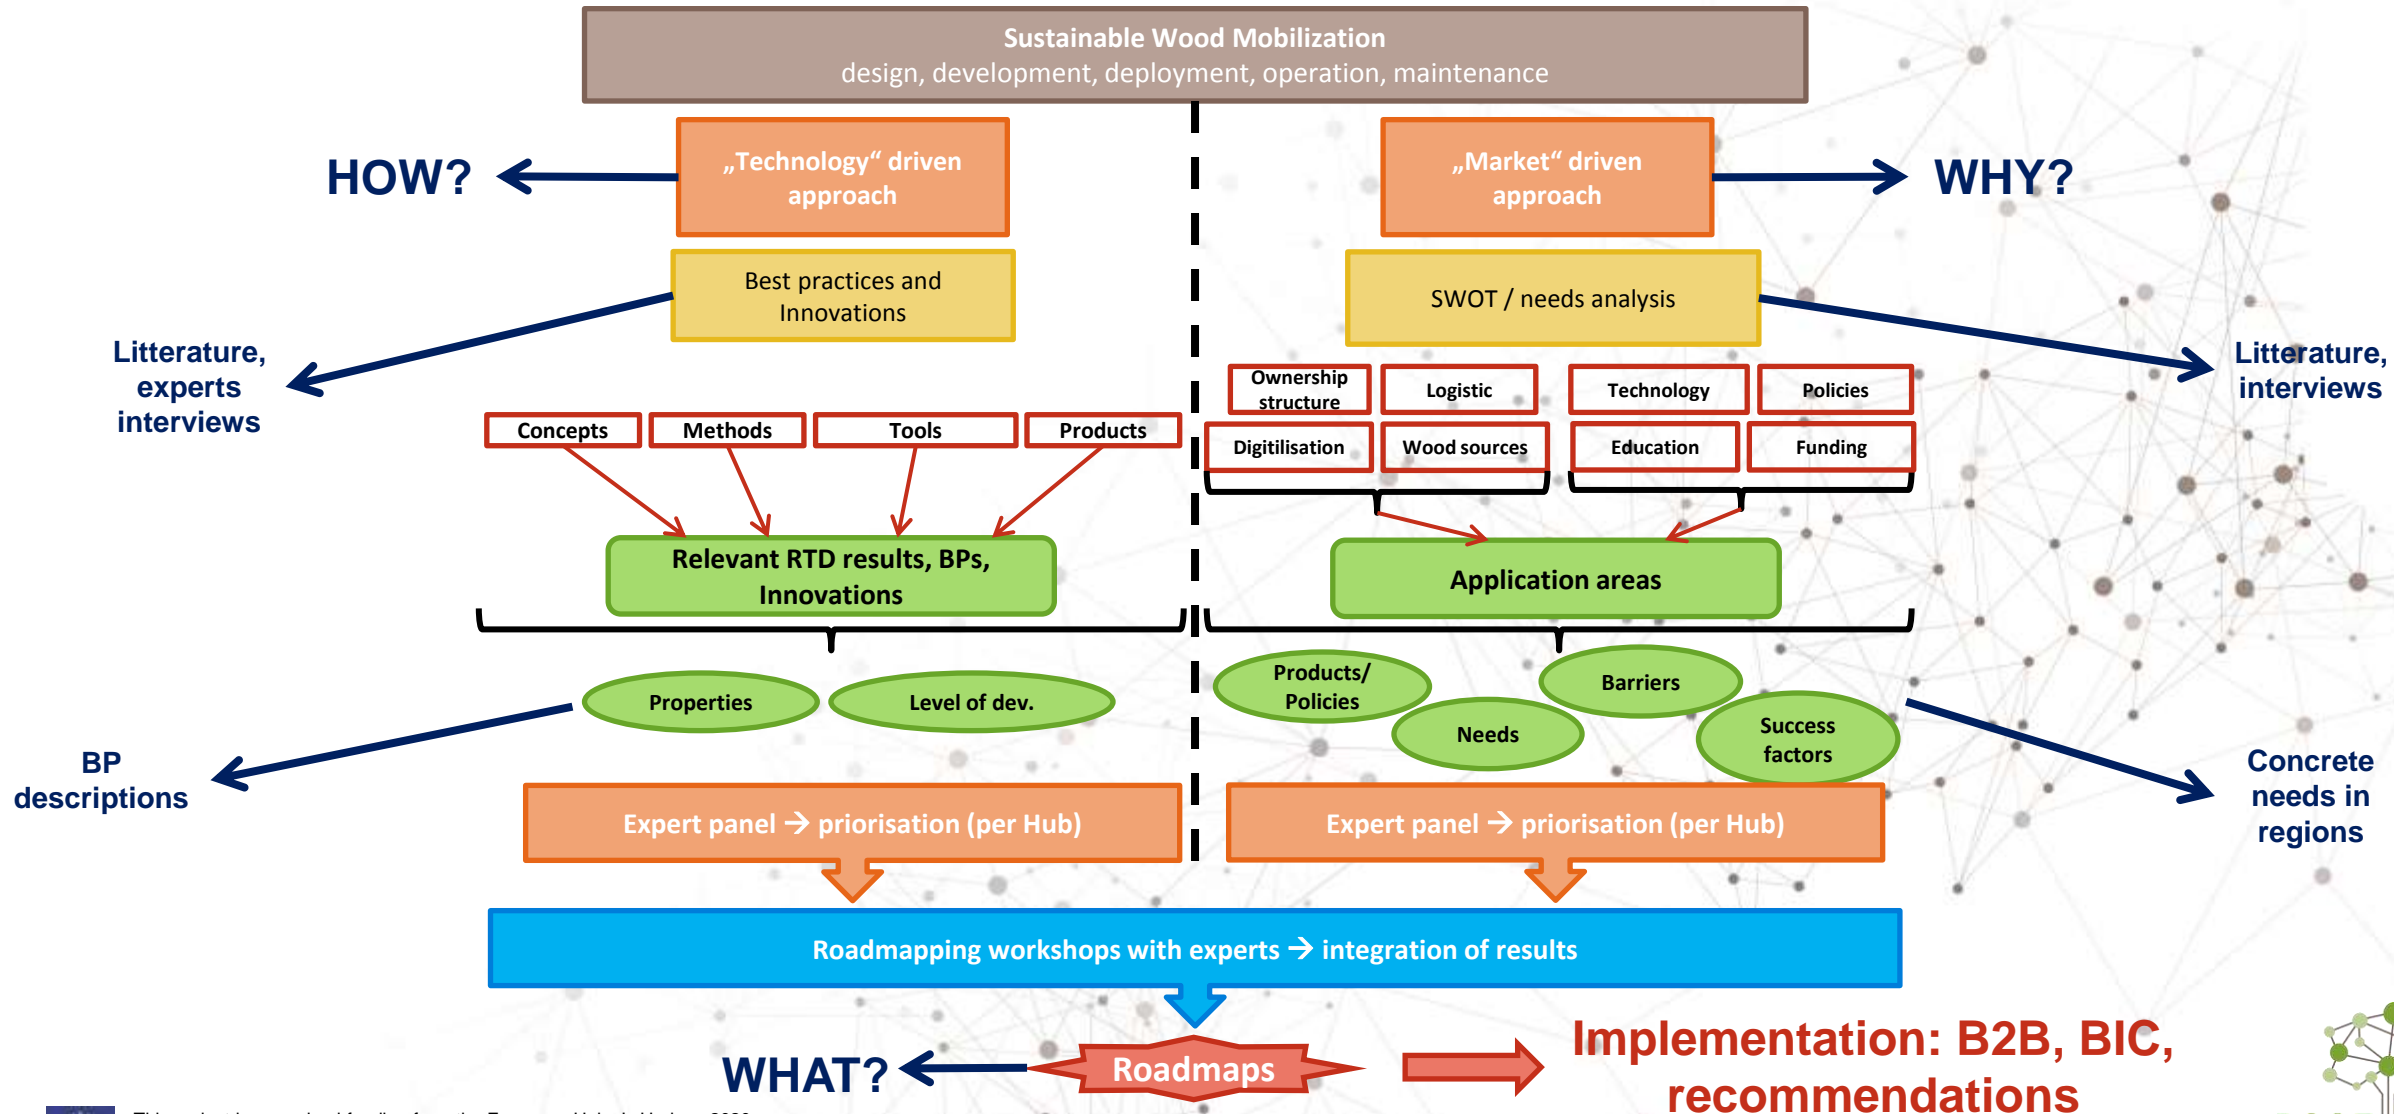 Sustainable Wood Mobilization
design, development, deployment, operation, maintenance
HOW?
„Technology“ driven
approach
„Market“ driven
approach
WHY?
Best practices and
Innovations
SWOT / needs analysis
Litterature,
experts
interviews
Litterature,
interviews
Concepts
Methods
Tools
Products
Ownership
structure
Logistic
Technology
Policies
Digitilisation
Wood sources
Education
Funding
Relevant RTD results, BPs,
Innovations
Application areas
Properties
Level of dev.
Products/
Policies
Needs
Barriers
Success
factors
BP
descriptions
Concrete
needs in
regions
Expert panel → priorisation (per Hub)
Expert panel → priorisation (per Hub)
Roadmapping workshops with experts → integration of results
WHAT?
Roadmaps
Implementation: B2B, BIC,
recommendations